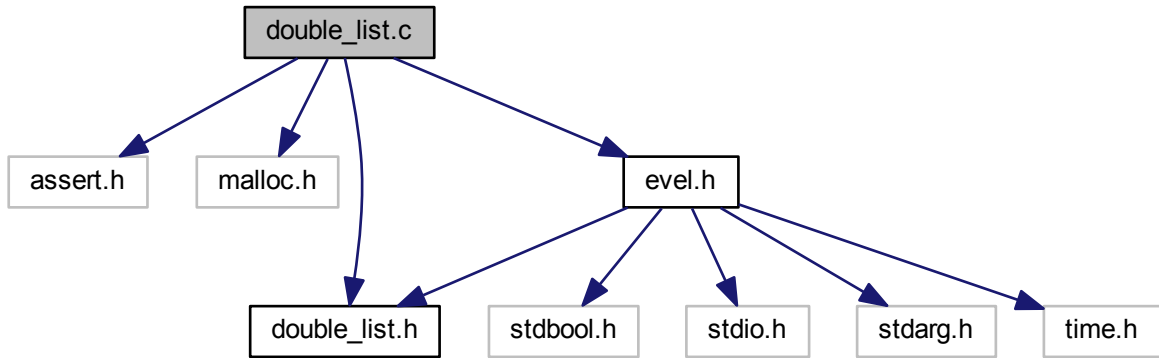 double_list.c
assert.h
malloc.h
evel.h
double_list.h
stdbool.h
stdio.h
stdarg.h
time.h